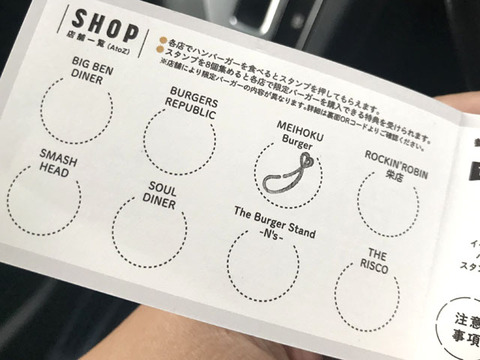 SHOP
店舗一覧 (AtoZ)
各店でハンバーガーを食べるとスタンプを押してもらえます。
スタンプを8個集めると各店で限定バーガーを購入できる特典を受けられます。
※店舗により限定バーガーの内容が異なります。詳細は裏面QRコードよりご確認ください。
BIG BEN
DINER
BURGERS
REPUBLIC
MEIHOKU
Burger
ROCKIN'ROBIN
栄店
SMASH
HEAD
SOUL
DINER
The Burger Stand
-N's-
THE
RISCO
イ
スタン
注意
事項